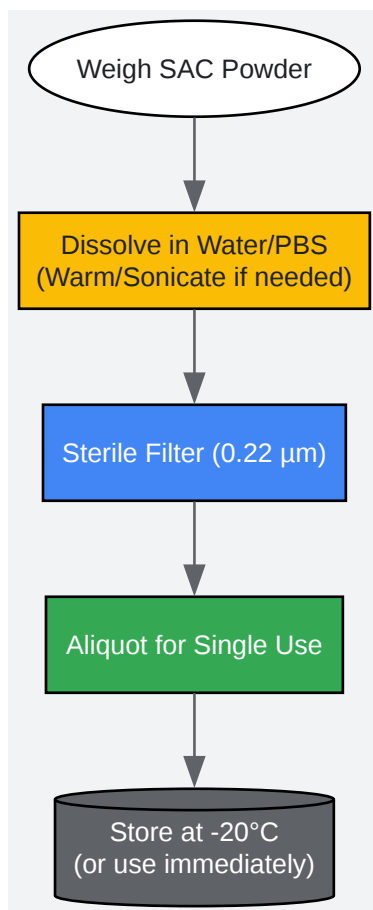 Weigh SAC Powder
Dissolve in Water/PBS
(Warm/Sonicate if needed)
Sterile Filter (0.22 µm)
Aliquot for Single Use
Store at -20°C
(or use immediately)